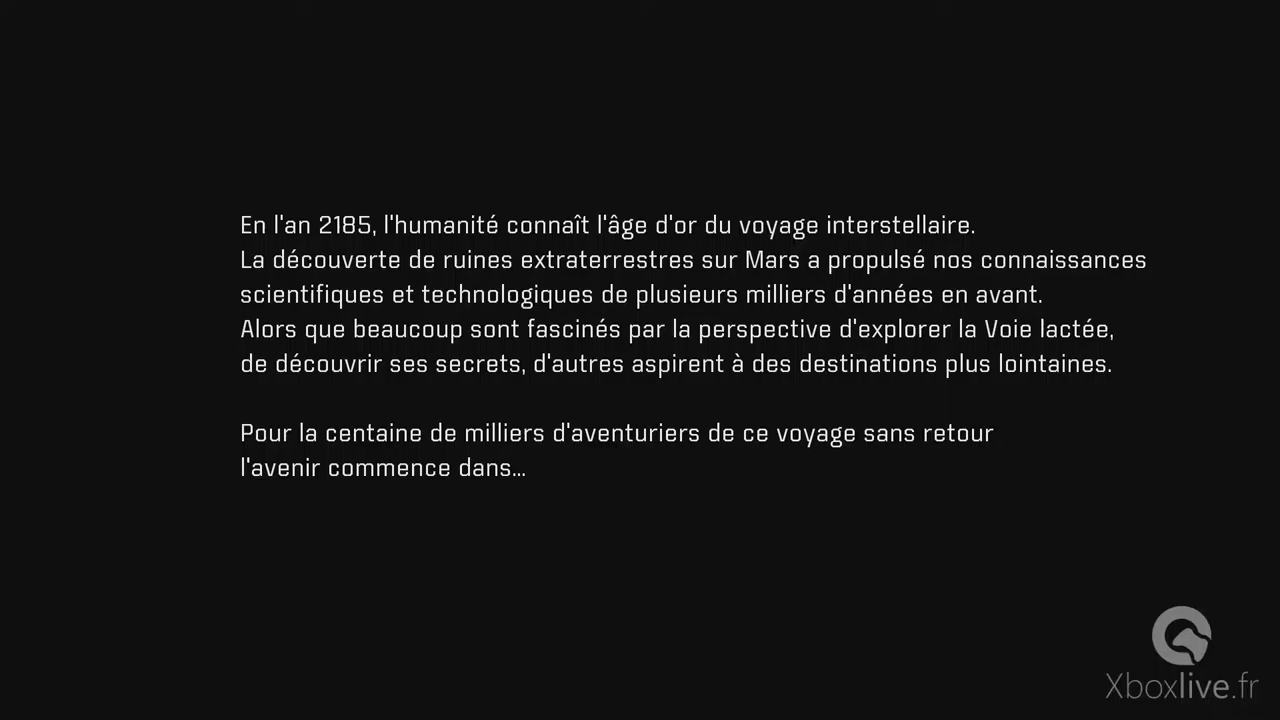 En l'an 2185, l'humanité connaît l'âge d'or du voyage interstellaire.
La découverte de ruines extraterrestres sur Mars a propulsé nos connaissances
scientifiques et technologiques de plusieurs milliers d'années en avant.
Alors que beaucoup sont fascinés par la perspective d'explorer la Voie lactée,
de découvrir ses secrets, d'autres aspirent à des destinations plus lointaines.
Pour la centaine de milliers d'aventuriers de ce voyage sans retour
l'avenir commence dans...
Xboxlive.fr